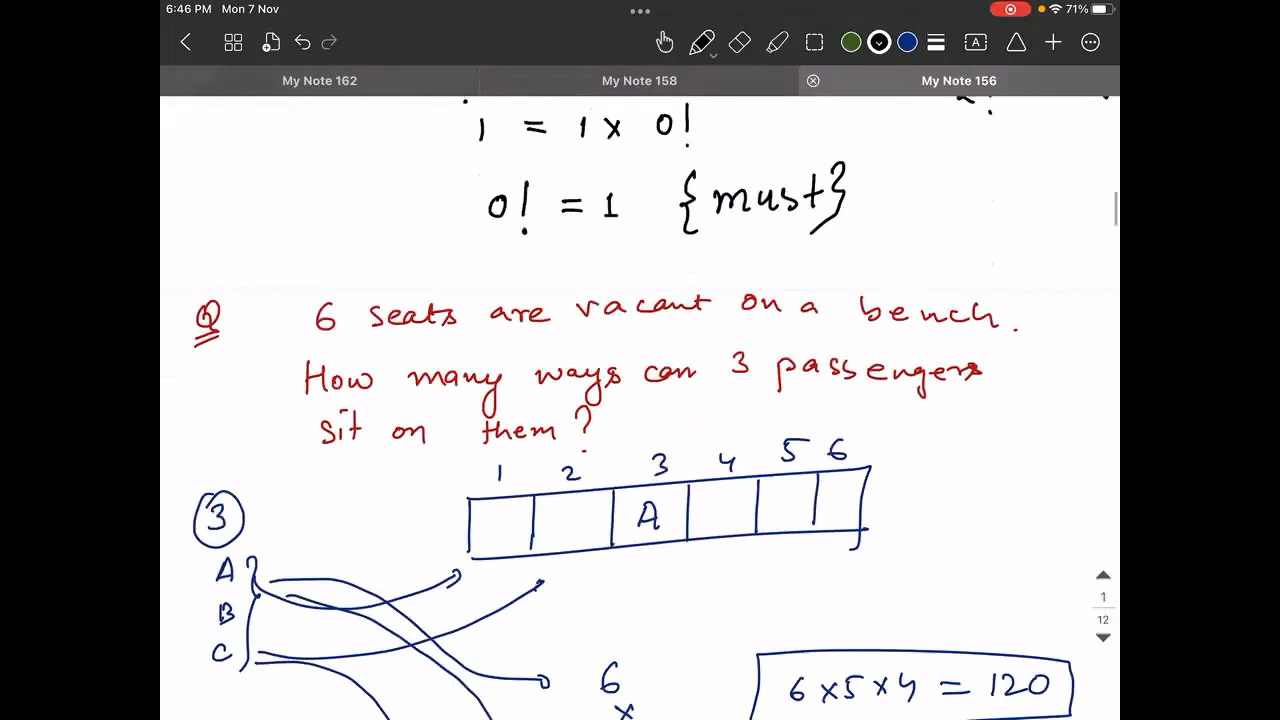 6:46 PM Mon 7 Nov
71%
My Note 162
My Note 158
My Note 156
1 = 1 x 0!
0! = 1 {must}
Q 6 seats are vacant on a bench.
How many ways can 3 passengers
sit on them?
1 2 3 4 5 6
3
A
A
B
C
6
x
6 x 5 x 4 = 120
1
12